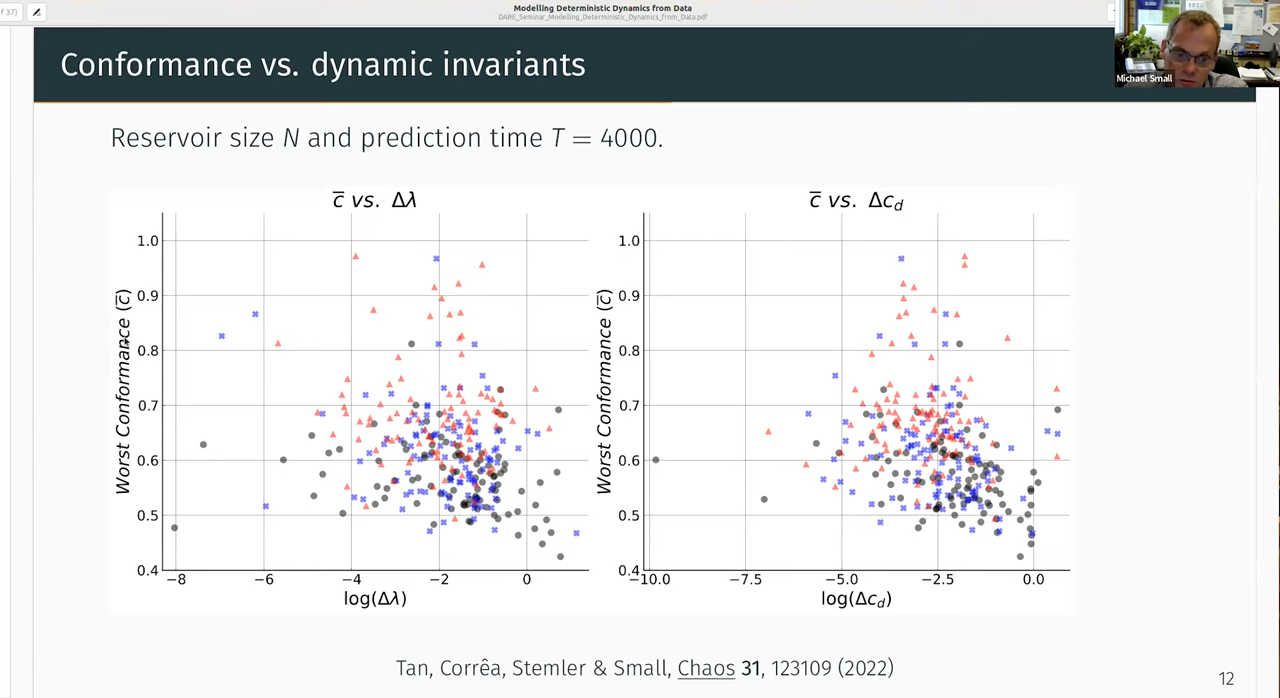 f 37)
Modelling Deterministic Dynamics from Data
DARE_Seminar_Modelling_Deterministic_Dynamics_from_Data.pdf
Michael Small
Conformance vs. dynamic invariants
Reservoir size N and prediction time T = 4000.
c̅ vs. Δλ
Worst Conformance (c̅)
1.0
0.9
0.8
0.7
0.6
0.5
0.4
−8 −6 −4 −2 0
log(Δλ)
c̅ vs. Δc_d
Worst Conformance (c̅)
1.0
0.9
0.8
0.7
0.6
0.5
0.4
−10.0 −7.5 −5.0 −2.5 0.0
log(Δc_d)
Tan, Corrêa, Stemler & Small, Chaos 31, 123109 (2022)
12